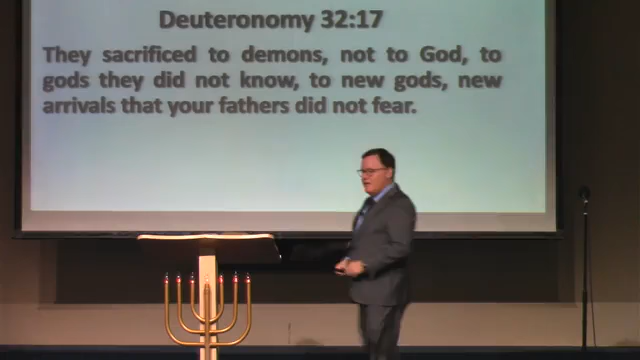 Deuteronomy 32:17
They sacrificed to demons, not to God, to
gods they did not know, to new gods, new
arrivals that your fathers did not fear.